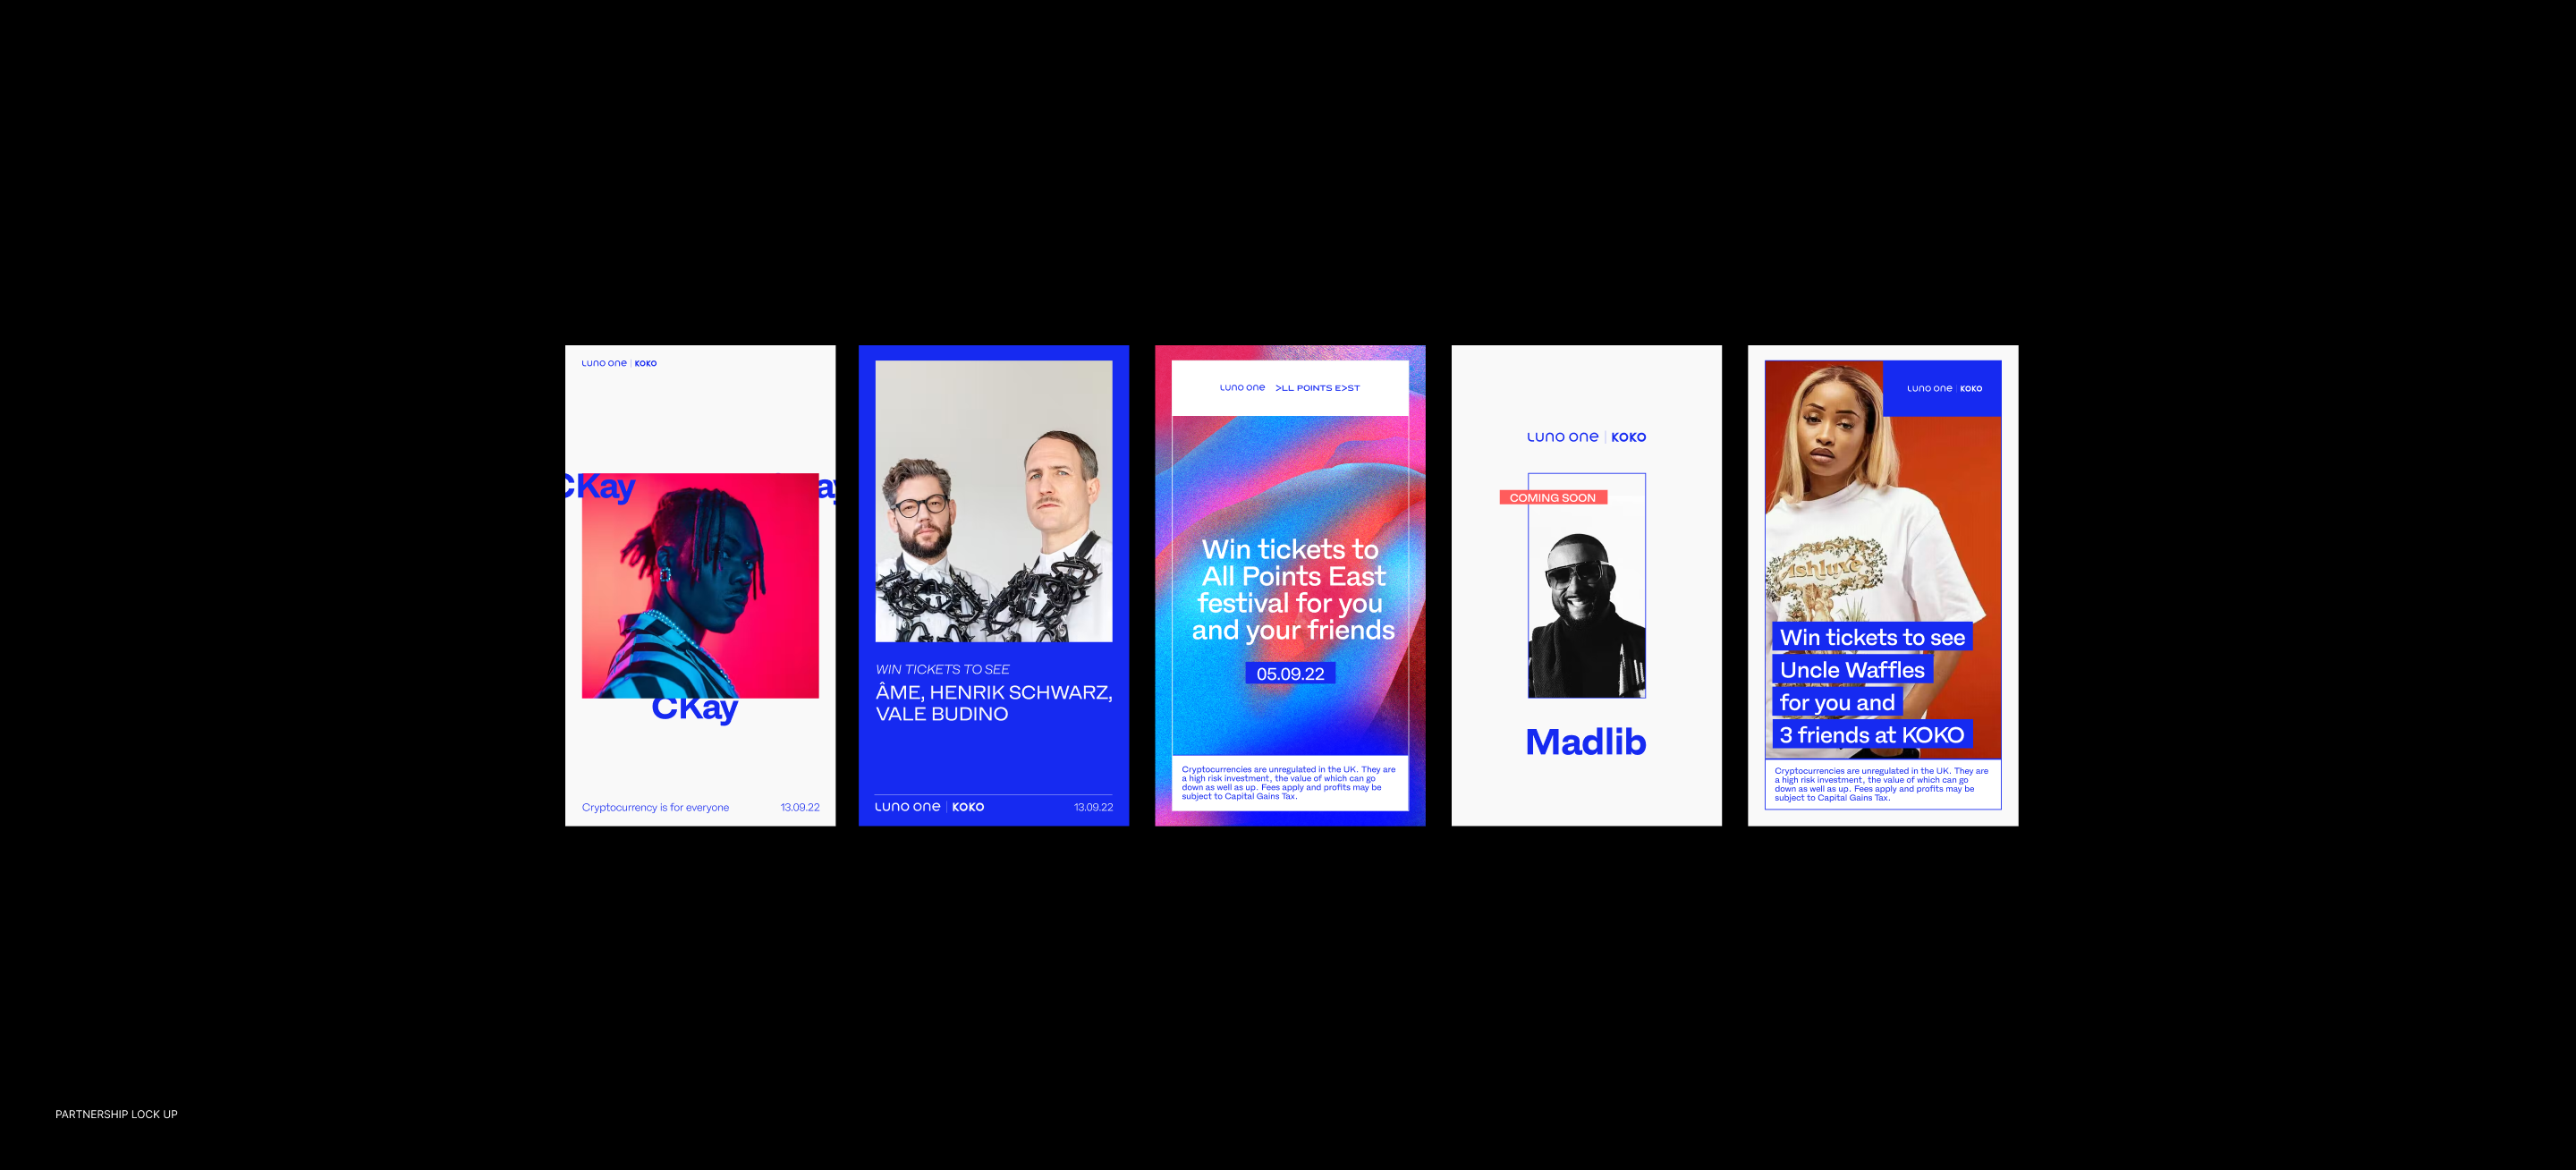 Luno one | KOKO
CKay
ay
CKay
Cryptocurrency is for everyone
13.09.22
WIN TICKETS TO SEE
ÂME, HENRIK SCHWARZ,
VALE BUDINO
Luno one | KOKO
13.09.22
Luno one >LL POINTS E>ST
Win tickets to
All Points East
festival for you
and your friends
05.09.22
Cryptocurrencies are unregulated in the UK. They are
a high risk investment, the value of which can go
down as well as up. Fees apply and profits may be
subject to Capital Gains Tax.
Luno one | KOKO
COMING SOON
Madlib
Luno one | KOKO
Ashluxe
Win tickets to see
Uncle Waffles
for you and
3 friends at KOKO
Cryptocurrencies are unregulated in the UK. They are
a high risk investment, the value of which can go
down as well as up. Fees apply and profits may be
subject to Capital Gains Tax.
PARTNERSHIP LOCK UP